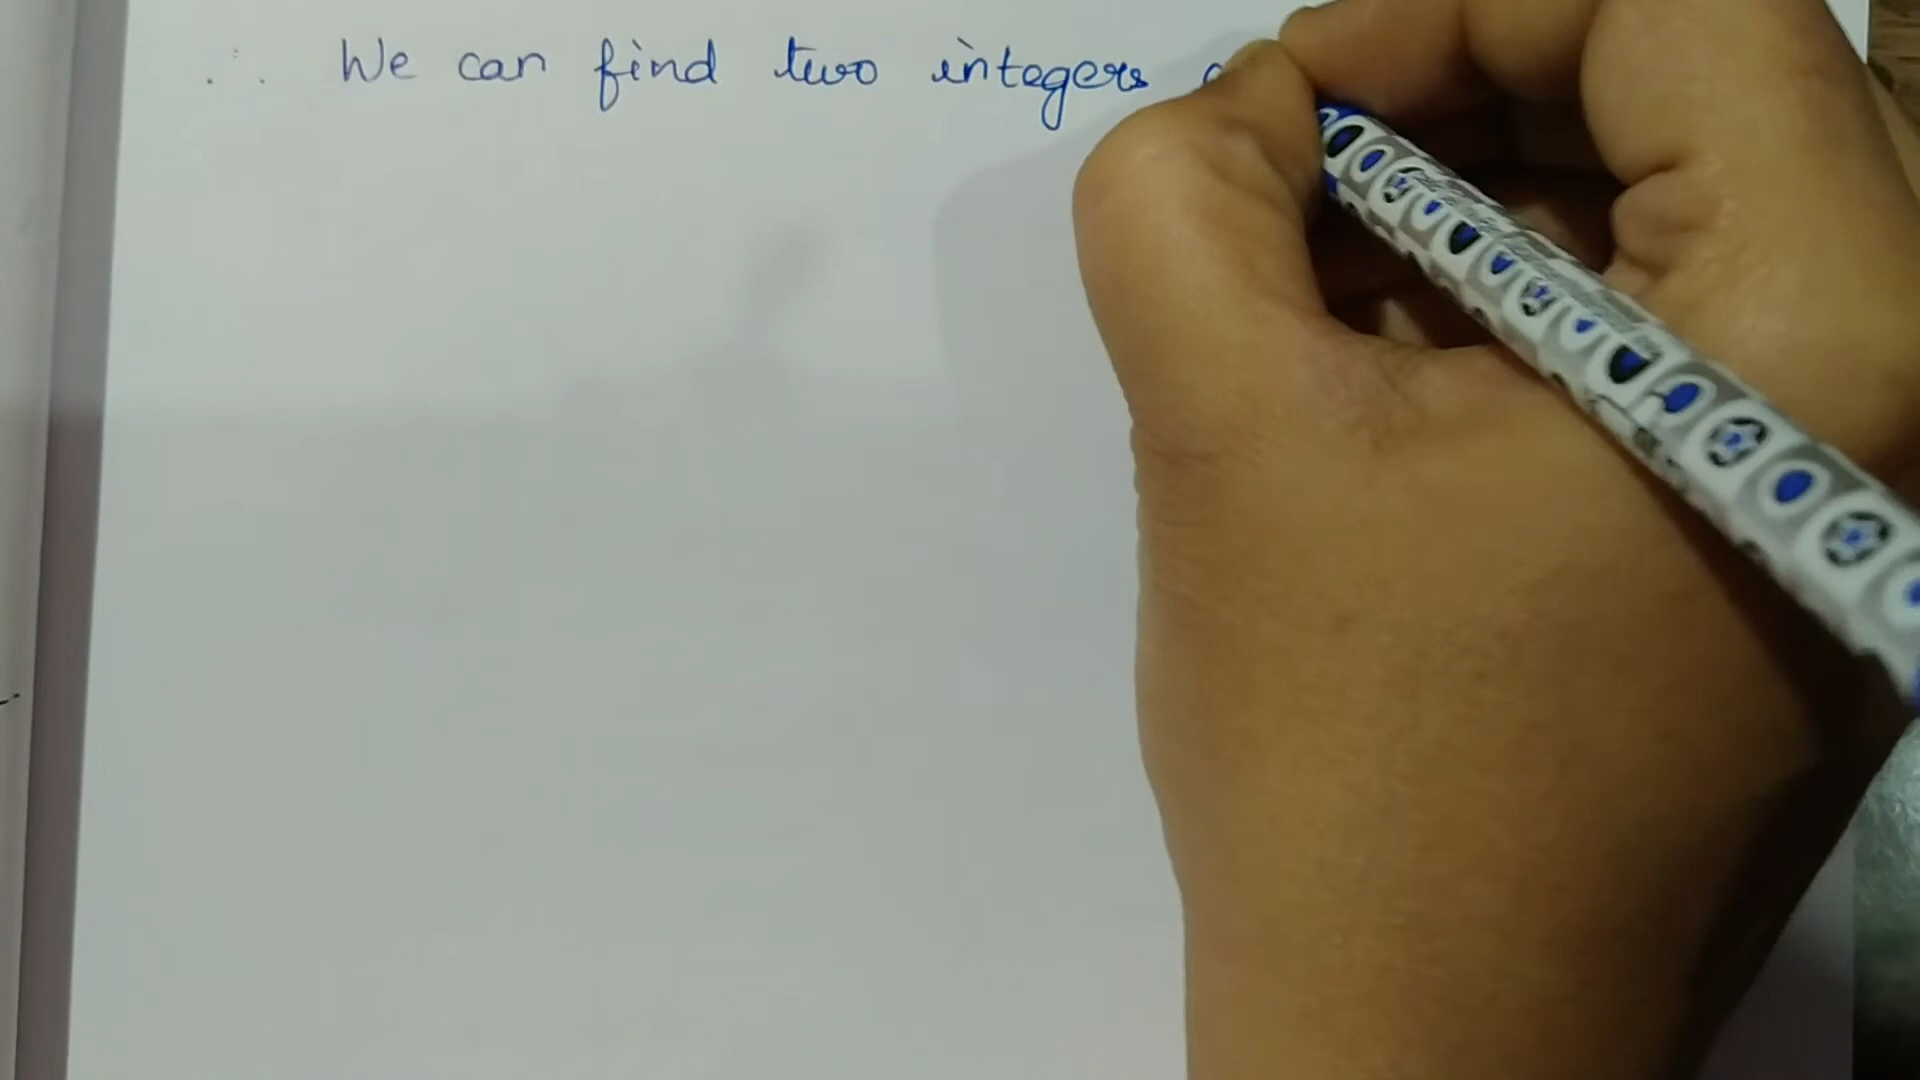 ∴ We can find two integers